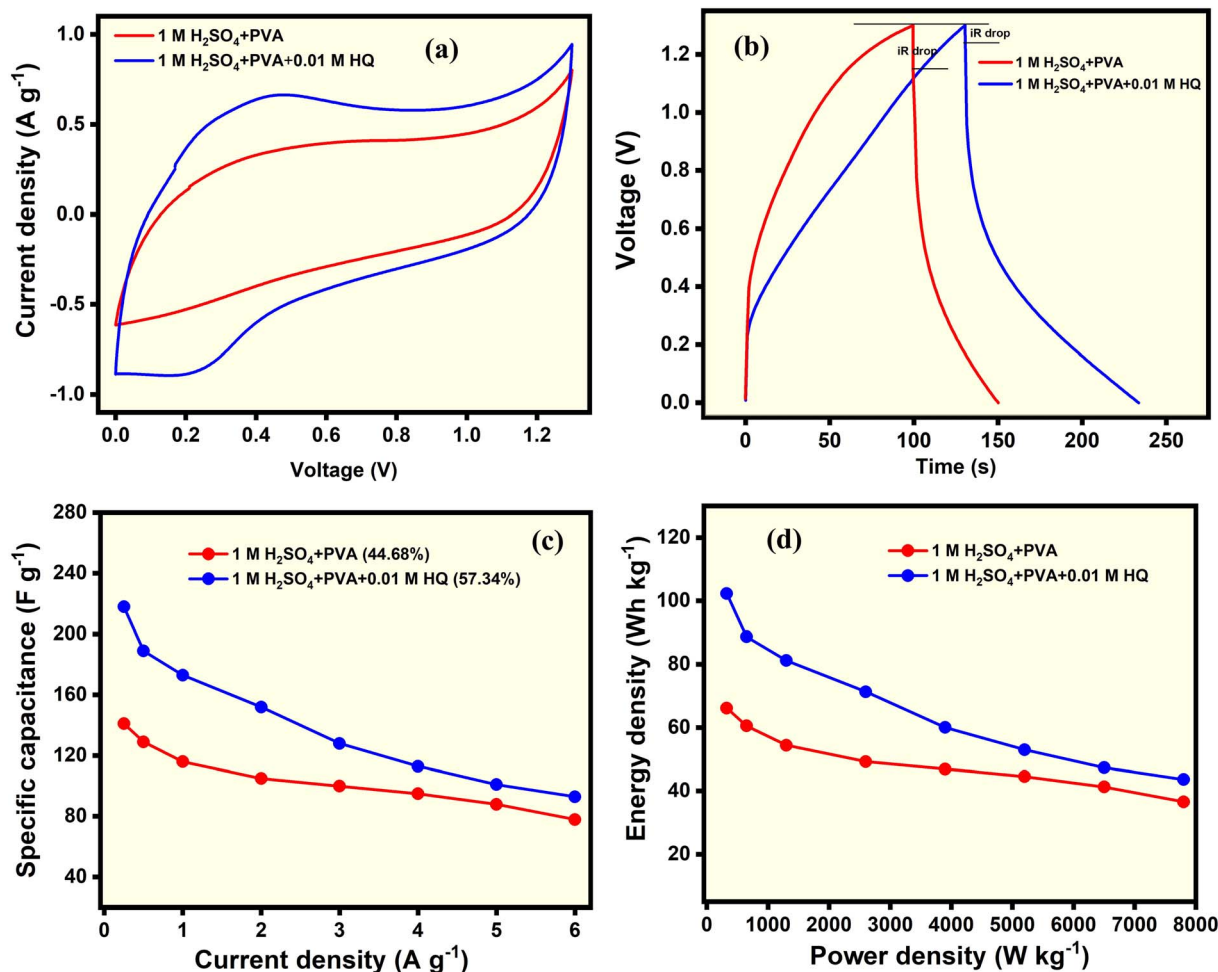 (a)
1 M H₂SO₄+PVA
1 M H₂SO₄+PVA+0.01 M HQ
Current density (A g⁻¹)
1.0
0.5
0.0
-0.5
-1.0
0.0 0.2 0.4 0.6 0.8 1.0 1.2
Voltage (V)
(b)
iR drop
iR drop
1 M H₂SO₄+PVA
1 M H₂SO₄+PVA+0.01 M HQ
Voltage (V)
1.2
1.0
0.8
0.6
0.4
0.2
0.0
0 50 100 150 200 250
Time (s)
(c)
1 M H₂SO₄+PVA (44.68%)
1 M H₂SO₄+PVA+0.01 M HQ (57.34%)
Specific capacitance (F g⁻¹)
280
240
200
160
120
80
40
0 1 2 3 4 5 6
Current density (A g⁻¹)
(d)
1 M H₂SO₄+PVA
1 M H₂SO₄+PVA+0.01 M HQ
Energy density (Wh kg⁻¹)
120
100
80
60
40
20
0 1000 2000 3000 4000 5000 6000 7000 8000
Power density (W kg⁻¹)